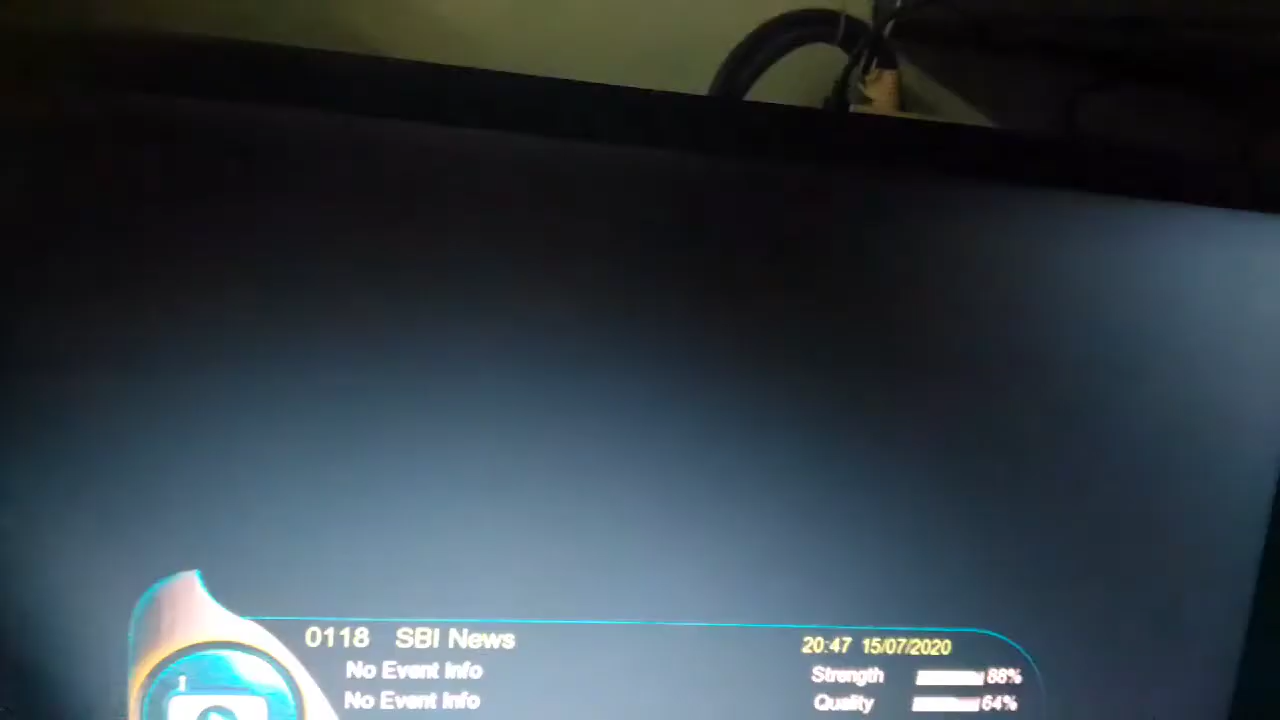 0118 SBI News
20:47 15/07/2020
No Event Info
Strength 88%
No Event Info
Quality 64%